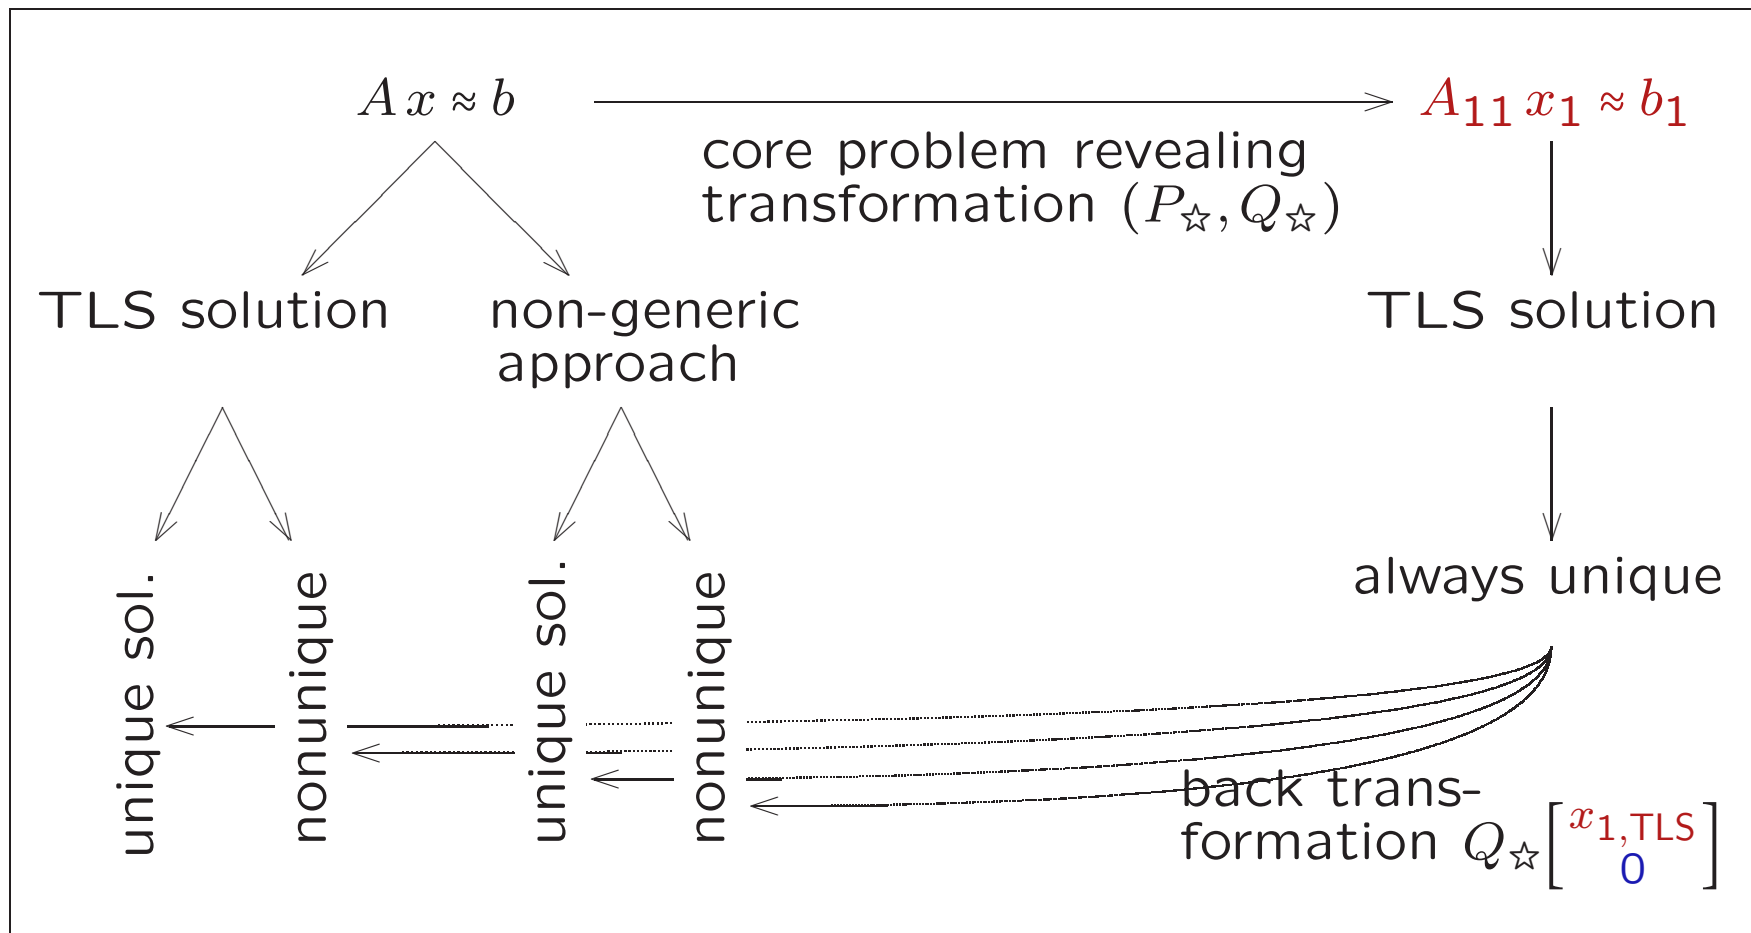 A x ≈ b
A₁₁ x₁ ≈ b₁
core problem revealing
transformation (P☆, Q☆)
TLS solution
non-generic
approach
TLS solution
unique sol.
nonunique
unique sol.
nonunique
always unique
back trans-
formation Q☆ [ x₁,TLS
0 ]